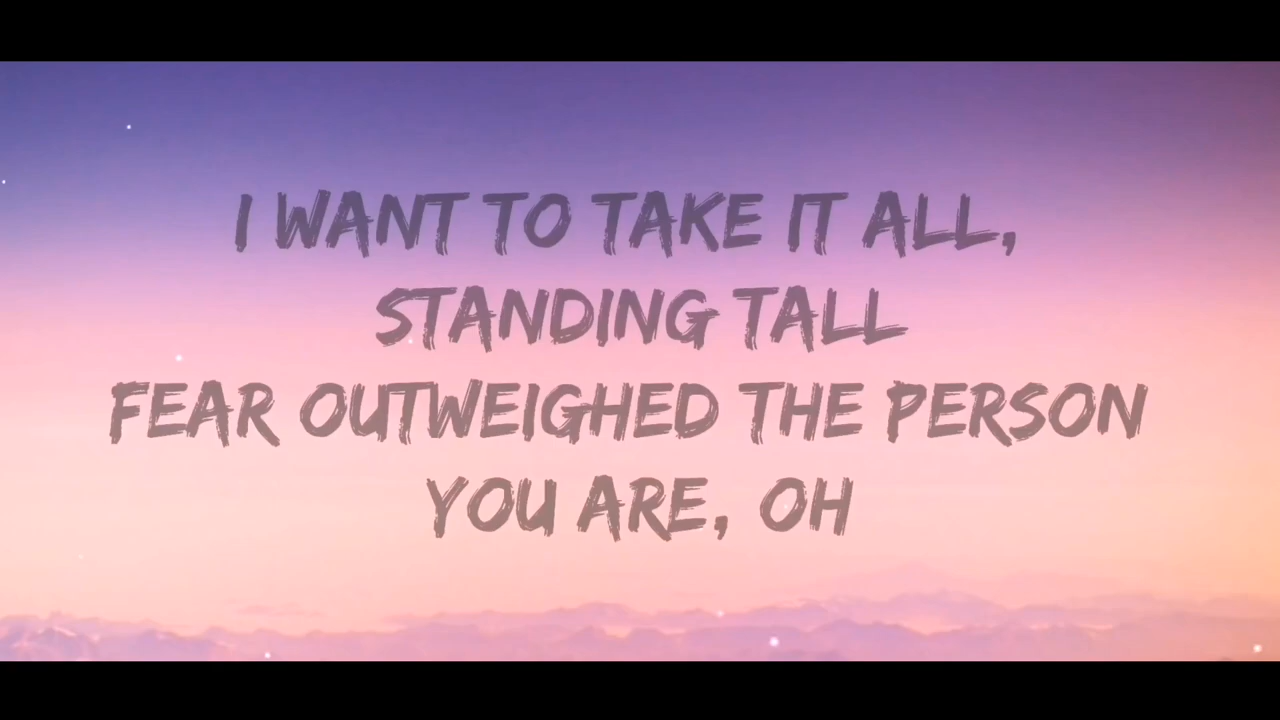 I WANT TO TAKE IT ALL,
STANDING TALL
FEAR OUTWEIGHED THE PERSON
YOU ARE, OH